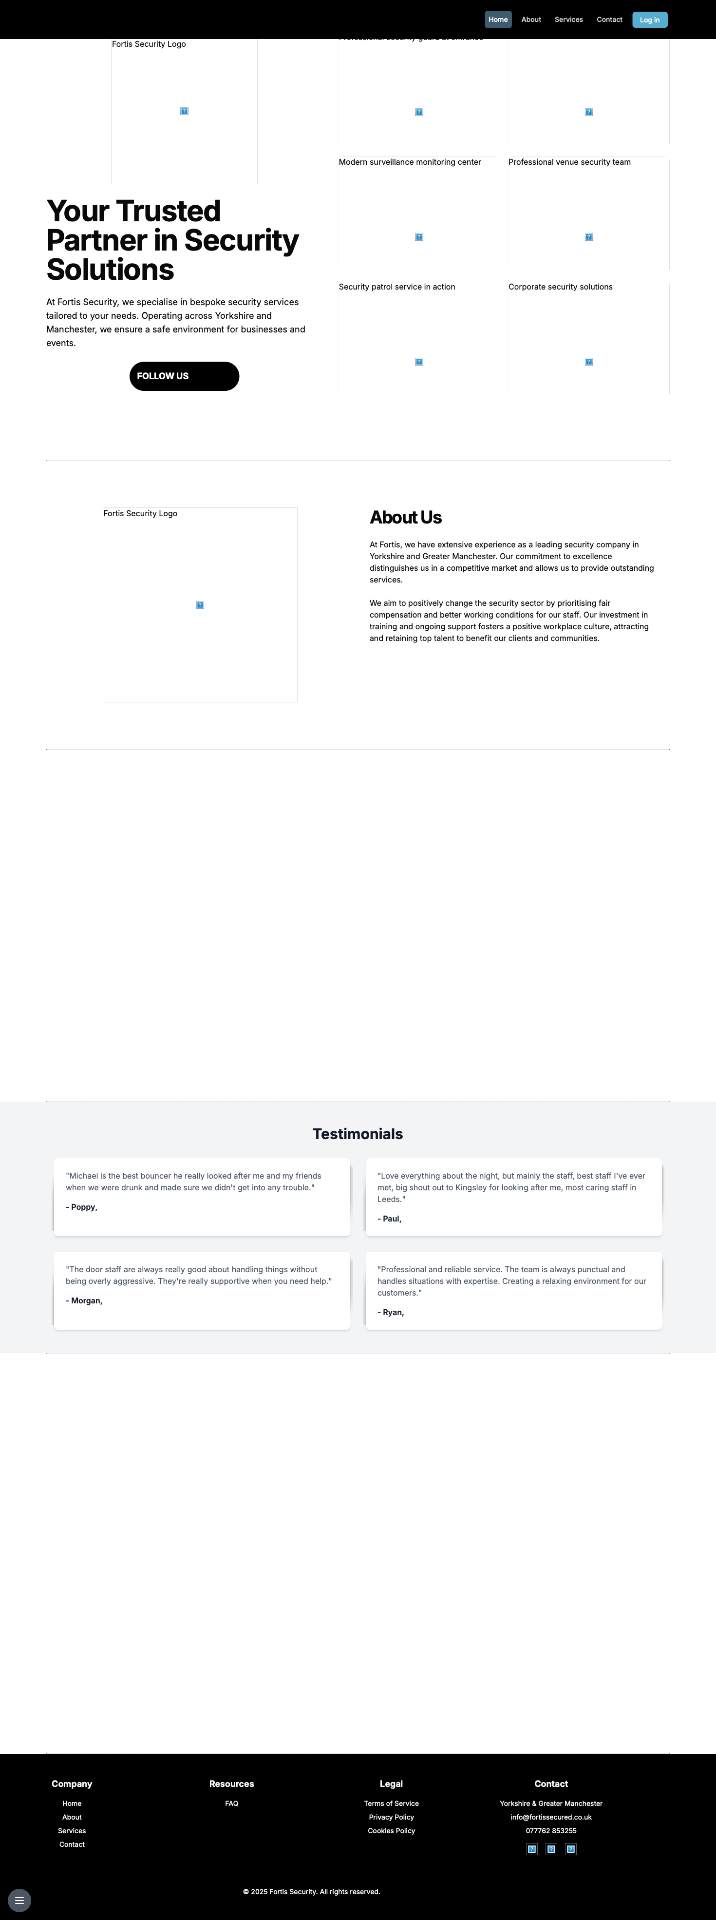 Home About Services Contact Log in
Fortis Security Logo
Modern surveillance monitoring center
Professional venue security team
Security patrol service in action
Corporate security solutions
Your Trusted
Partner in Security
Solutions
At Fortis Security, we specialise in bespoke security services
tailored to your needs. Operating across Yorkshire and
Manchester, we ensure a safe environment for businesses and
events.
FOLLOW US
Fortis Security Logo
About Us
At Fortis, we have extensive experience as a leading security company in
Yorkshire and Greater Manchester. Our commitment to excellence
distinguishes us in a competitive market and allows us to provide outstanding
services.
We aim to positively change the security sector by prioritising fair
compensation and better working conditions for our staff. Our investment in
training and ongoing support fosters a positive workplace culture, attracting
and retaining top talent to benefit our clients and communities.
Testimonials
"Michael is the best bouncer he really looked after me and my friends
when we were drunk and made sure we didn't get into any trouble."
- Poppy,
"Love everything about the night, but mainly the staff, best staff I've ever
met, big shout out to Kingsley for looking after me, most caring staff in
Leeds."
- Paul,
"The door staff are always really good about handling things without
being overly aggressive. They're really supportive when you need help."
- Morgan,
"Professional and reliable service. The team is always punctual and
handles situations with expertise. Creating a relaxing environment for our
customers."
- Ryan,
Company
Home
About
Services
Contact
Resources
FAQ
Legal
Terms of Service
Privacy Policy
Cookies Policy
Contact
Yorkshire & Greater Manchester
info@fortissecured.co.uk
077762 853255
© 2025 Fortis Security. All rights reserved.